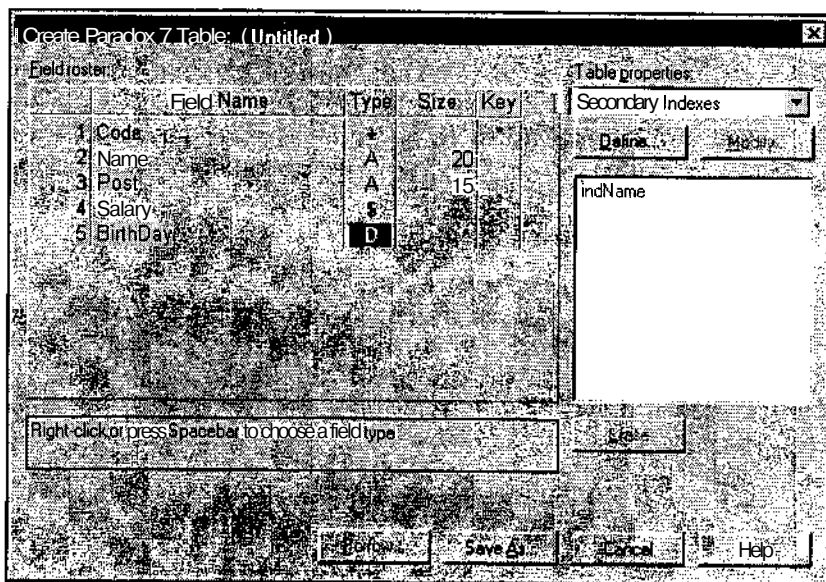 Create Paradox 7 Table: (Untitled)
Field roster:
Field Name Type Size Key
1 Code + *
2 Name A 20
3 Post A 15
4 Salary $
5 BirthDay D
Right-click or press Spacebar to choose a field type
Table properties:
Secondary Indexes
Define... Modify...
indName
Erase
Borrow... Save As... Cancel Help